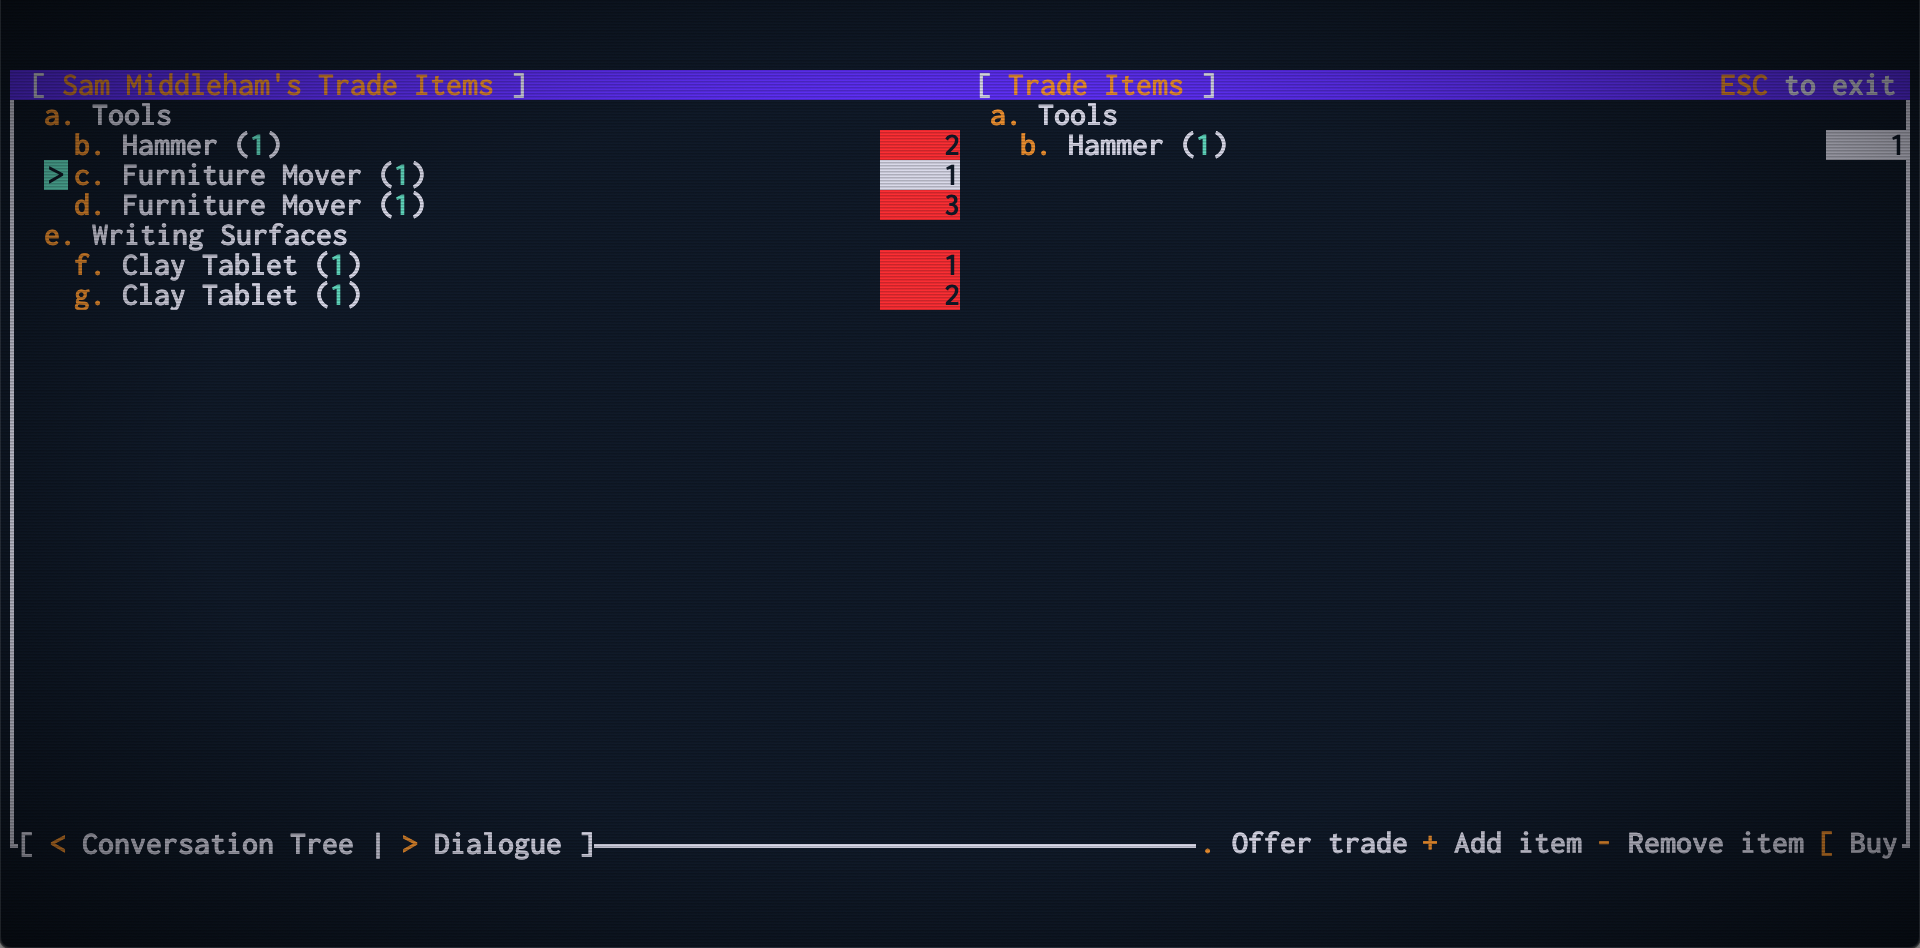 [ Sam Middleham's Trade Items ] [ Trade Items ] ESC to exit
a. Tools
b. Hammer (1) 2
> c. Furniture Mover (1) 1
d. Furniture Mover (1) 3
e. Writing Surfaces
f. Clay Tablet (1) 1
g. Clay Tablet (1) 2
a. Tools
b. Hammer (1) 1
[ < Conversation Tree | > Dialogue ] . Offer trade + Add item - Remove item [ Buy